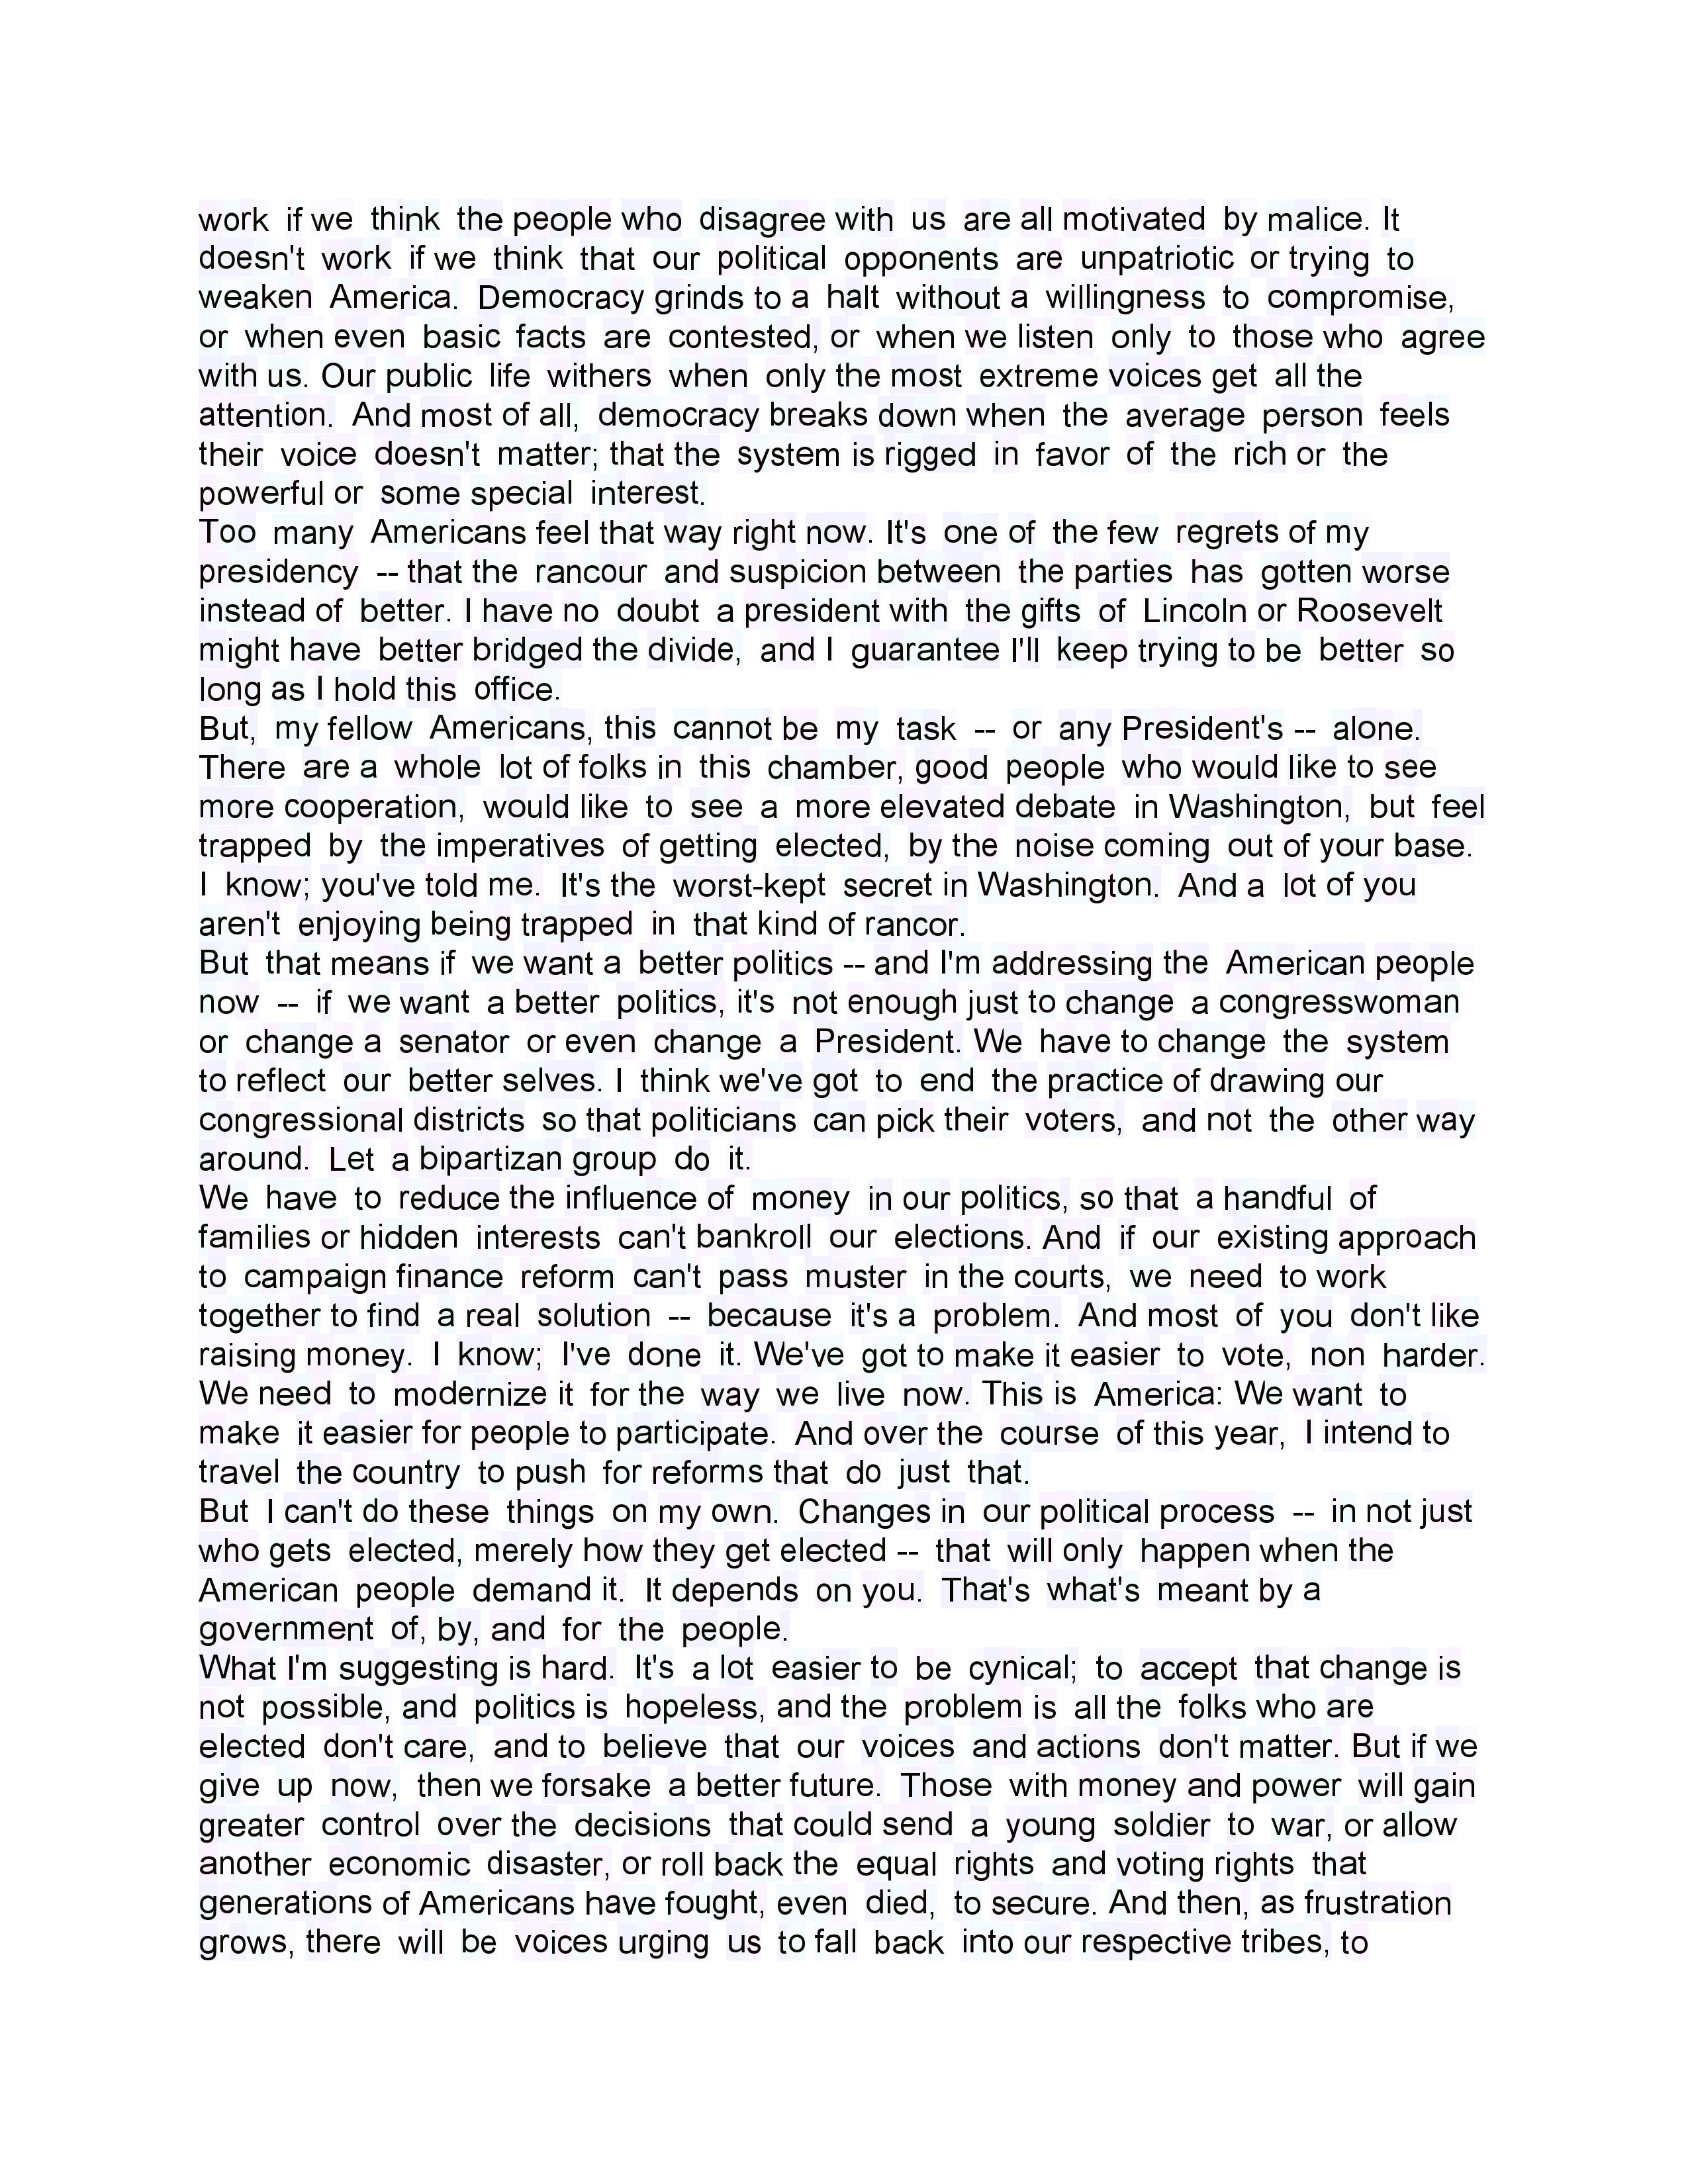 work if we think the people who disagree with us are all motivated by malice. It
doesn't work if we think that our political opponents are unpatriotic or trying to
weaken America. Democracy grinds to a halt without a willingness to compromise,
or when even basic facts are contested, or when we listen only to those who agree
with us. Our public life withers when only the most extreme voices get all the
attention. And most of all, democracy breaks down when the average person feels
their voice doesn't matter; that the system is rigged in favor of the rich or the
powerful or some special interest.
Too many Americans feel that way right now. It's one of the few regrets of my
presidency -- that the rancour and suspicion between the parties has gotten worse
instead of better. I have no doubt a president with the gifts of Lincoln or Roosevelt
might have better bridged the divide, and I guarantee I'll keep trying to be better so
long as I hold this office.
But, my fellow Americans, this cannot be my task -- or any President's -- alone.
There are a whole lot of folks in this chamber, good people who would like to see
more cooperation, would like to see a more elevated debate in Washington, but feel
trapped by the imperatives of getting elected, by the noise coming out of your base.
I know; you've told me. It's the worst-kept secret in Washington. And a lot of you
aren't enjoying being trapped in that kind of rancor.
But that means if we want a better politics -- and I'm addressing the American people
now -- if we want a better politics, it's not enough just to change a congresswoman
or change a senator or even change a President. We have to change the system
to reflect our better selves. I think we've got to end the practice of drawing our
congressional districts so that politicians can pick their voters, and not the other way
around. Let a bipartizan group do it.
We have to reduce the influence of money in our politics, so that a handful of
families or hidden interests can't bankroll our elections. And if our existing approach
to campaign finance reform can't pass muster in the courts, we need to work
together to find a real solution -- because it's a problem. And most of you don't like
raising money. I know; I've done it. We've got to make it easier to vote, non harder.
We need to modernize it for the way we live now. This is America: We want to
make it easier for people to participate. And over the course of this year, I intend to
travel the country to push for reforms that do just that.
But I can't do these things on my own. Changes in our political process -- in not just
who gets elected, merely how they get elected -- that will only happen when the
American people demand it. It depends on you. That's what's meant by a
government of, by, and for the people.
What I'm suggesting is hard. It's a lot easier to be cynical; to accept that change is
not possible, and politics is hopeless, and the problem is all the folks who are
elected don't care, and to believe that our voices and actions don't matter. But if we
give up now, then we forsake a better future. Those with money and power will gain
greater control over the decisions that could send a young soldier to war, or allow
another economic disaster, or roll back the equal rights and voting rights that
generations of Americans have fought, even died, to secure. And then, as frustration
grows, there will be voices urging us to fall back into our respective tribes, to